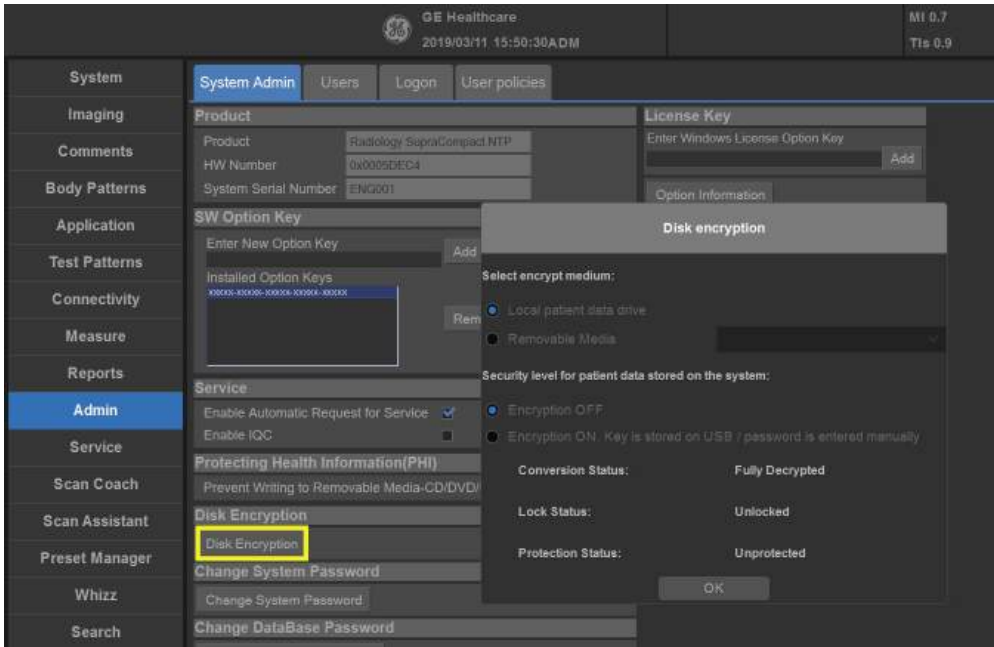 GE Healthcare
2019/03/11 15:50:30ADM
MI 0.7
TIs 0.9
System
Imaging
Comments
Body Patterns
Application
Test Patterns
Connectivity
Measure
Reports
Admin
Service
Scan Coach
Scan Assistant
Preset Manager
Whizz
Search
System Admin
Users
Logon
User policies
Product
Product
Radiology SupraCompact NTP
HW Number
0x0005DEC4
System Serial Number
ENG001
SW Option Key
Enter New Option Key
Add
Installed Option Keys
XXXXX-XXXXX-XXXXX-XXXXX-XXXXX
Rem
Service
Enable Automatic Request for Service
Enable IQC
Protecting Health Information(PHI)
Prevent Writing to Removable Media-CD/DVD/
Disk Encryption
Disk Encryption
Change System Password
Change System Password
Change DataBase Password
License Key
Enter Windows License Option Key
Add
Option Information
Disk encryption
Select encrypt medium:
Local patient data drive
Removable Media
Security level for patient data stored on the system:
Encryption OFF
Encryption ON. Key is stored on USB / password is entered manually
Conversion Status:
Fully Decrypted
Lock Status:
Unlocked
Protection Status:
Unprotected
OK